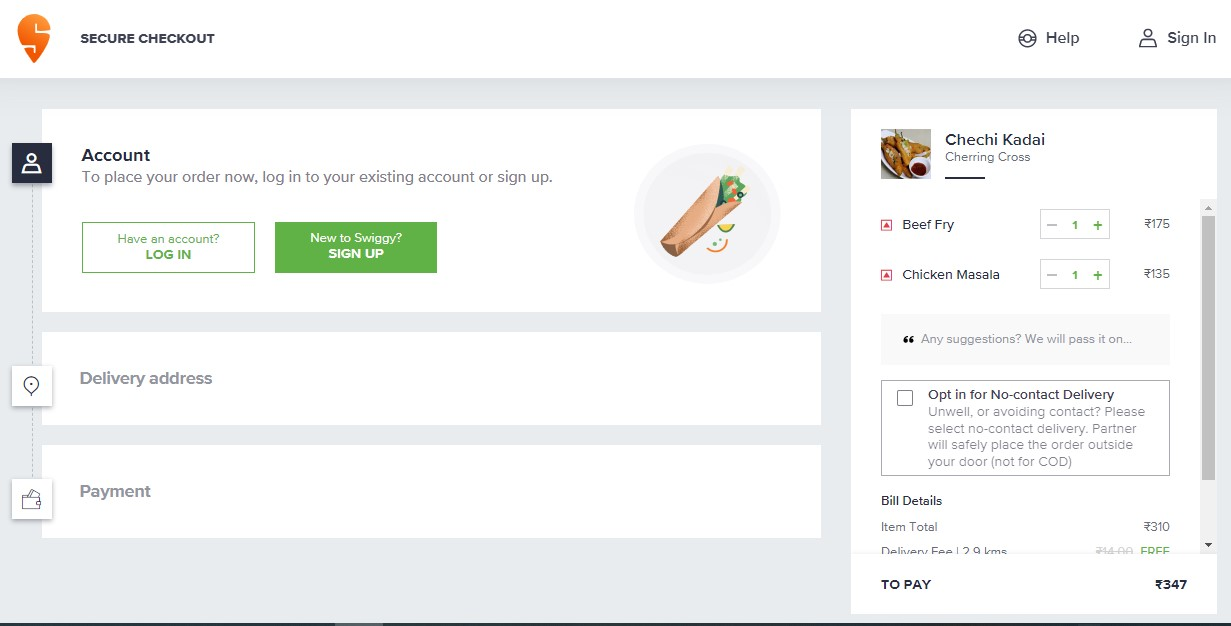 SECURE CHECKOUT
Help
Sign In
Account
To place your order now, log in to your existing account or sign up.
Have an account?
LOG IN
New to Swiggy?
SIGN UP
Delivery address
Payment
Chechi Kadai
Cherring Cross
Beef Fry
1
₹175
Chicken Masala
1
₹135
Any suggestions? We will pass it on...
Opt in for No-contact Delivery
Unwell, or avoiding contact? Please
select no-contact delivery. Partner
will safely place the order outside
your door (not for COD)
Bill Details
Item Total ₹310
Delivery Fee | 2.9 kms ₹14.00 FREE
TO PAY ₹347